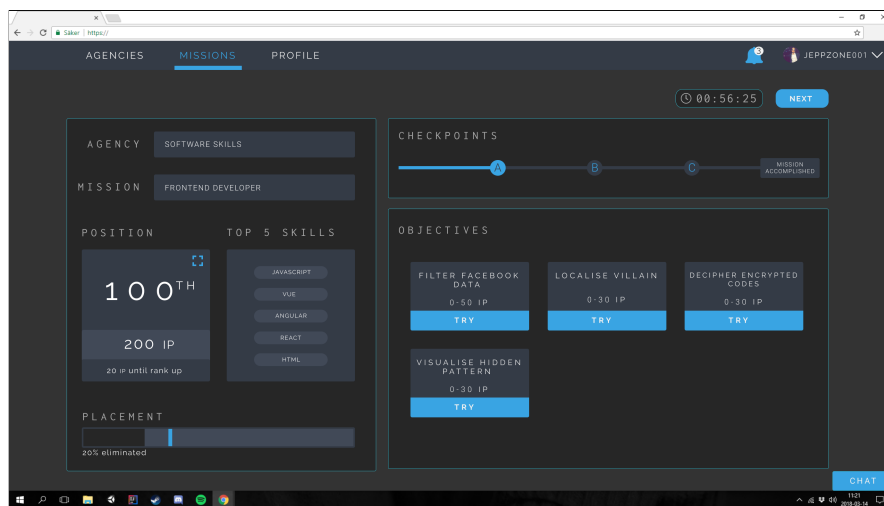 Säker | https://
AGENCIES MISSIONS PROFILE
3
JEPPZONE001
00:56:25
NEXT
AGENCY
SOFTWARE SKILLS
MISSION
FRONTEND DEVELOPER
POSITION
100TH
200 IP
20 IP until rank up
TOP 5 SKILLS
JAVASCRIPT
VUE
ANGULAR
REACT
HTML
PLACEMENT
20% eliminated
CHECKPOINTS
A
B
C
MISSION
ACCOMPLISHED
OBJECTIVES
FILTER FACEBOOK
DATA
0-50 IP
TRY
LOCALISE VILLAIN
0-30 IP
TRY
DECIPHER ENCRYPTED
CODES
0-30 IP
TRY
VISUALISE HIDDEN
PATTERN
0-30 IP
TRY
CHAT
11:21
2018-03-14